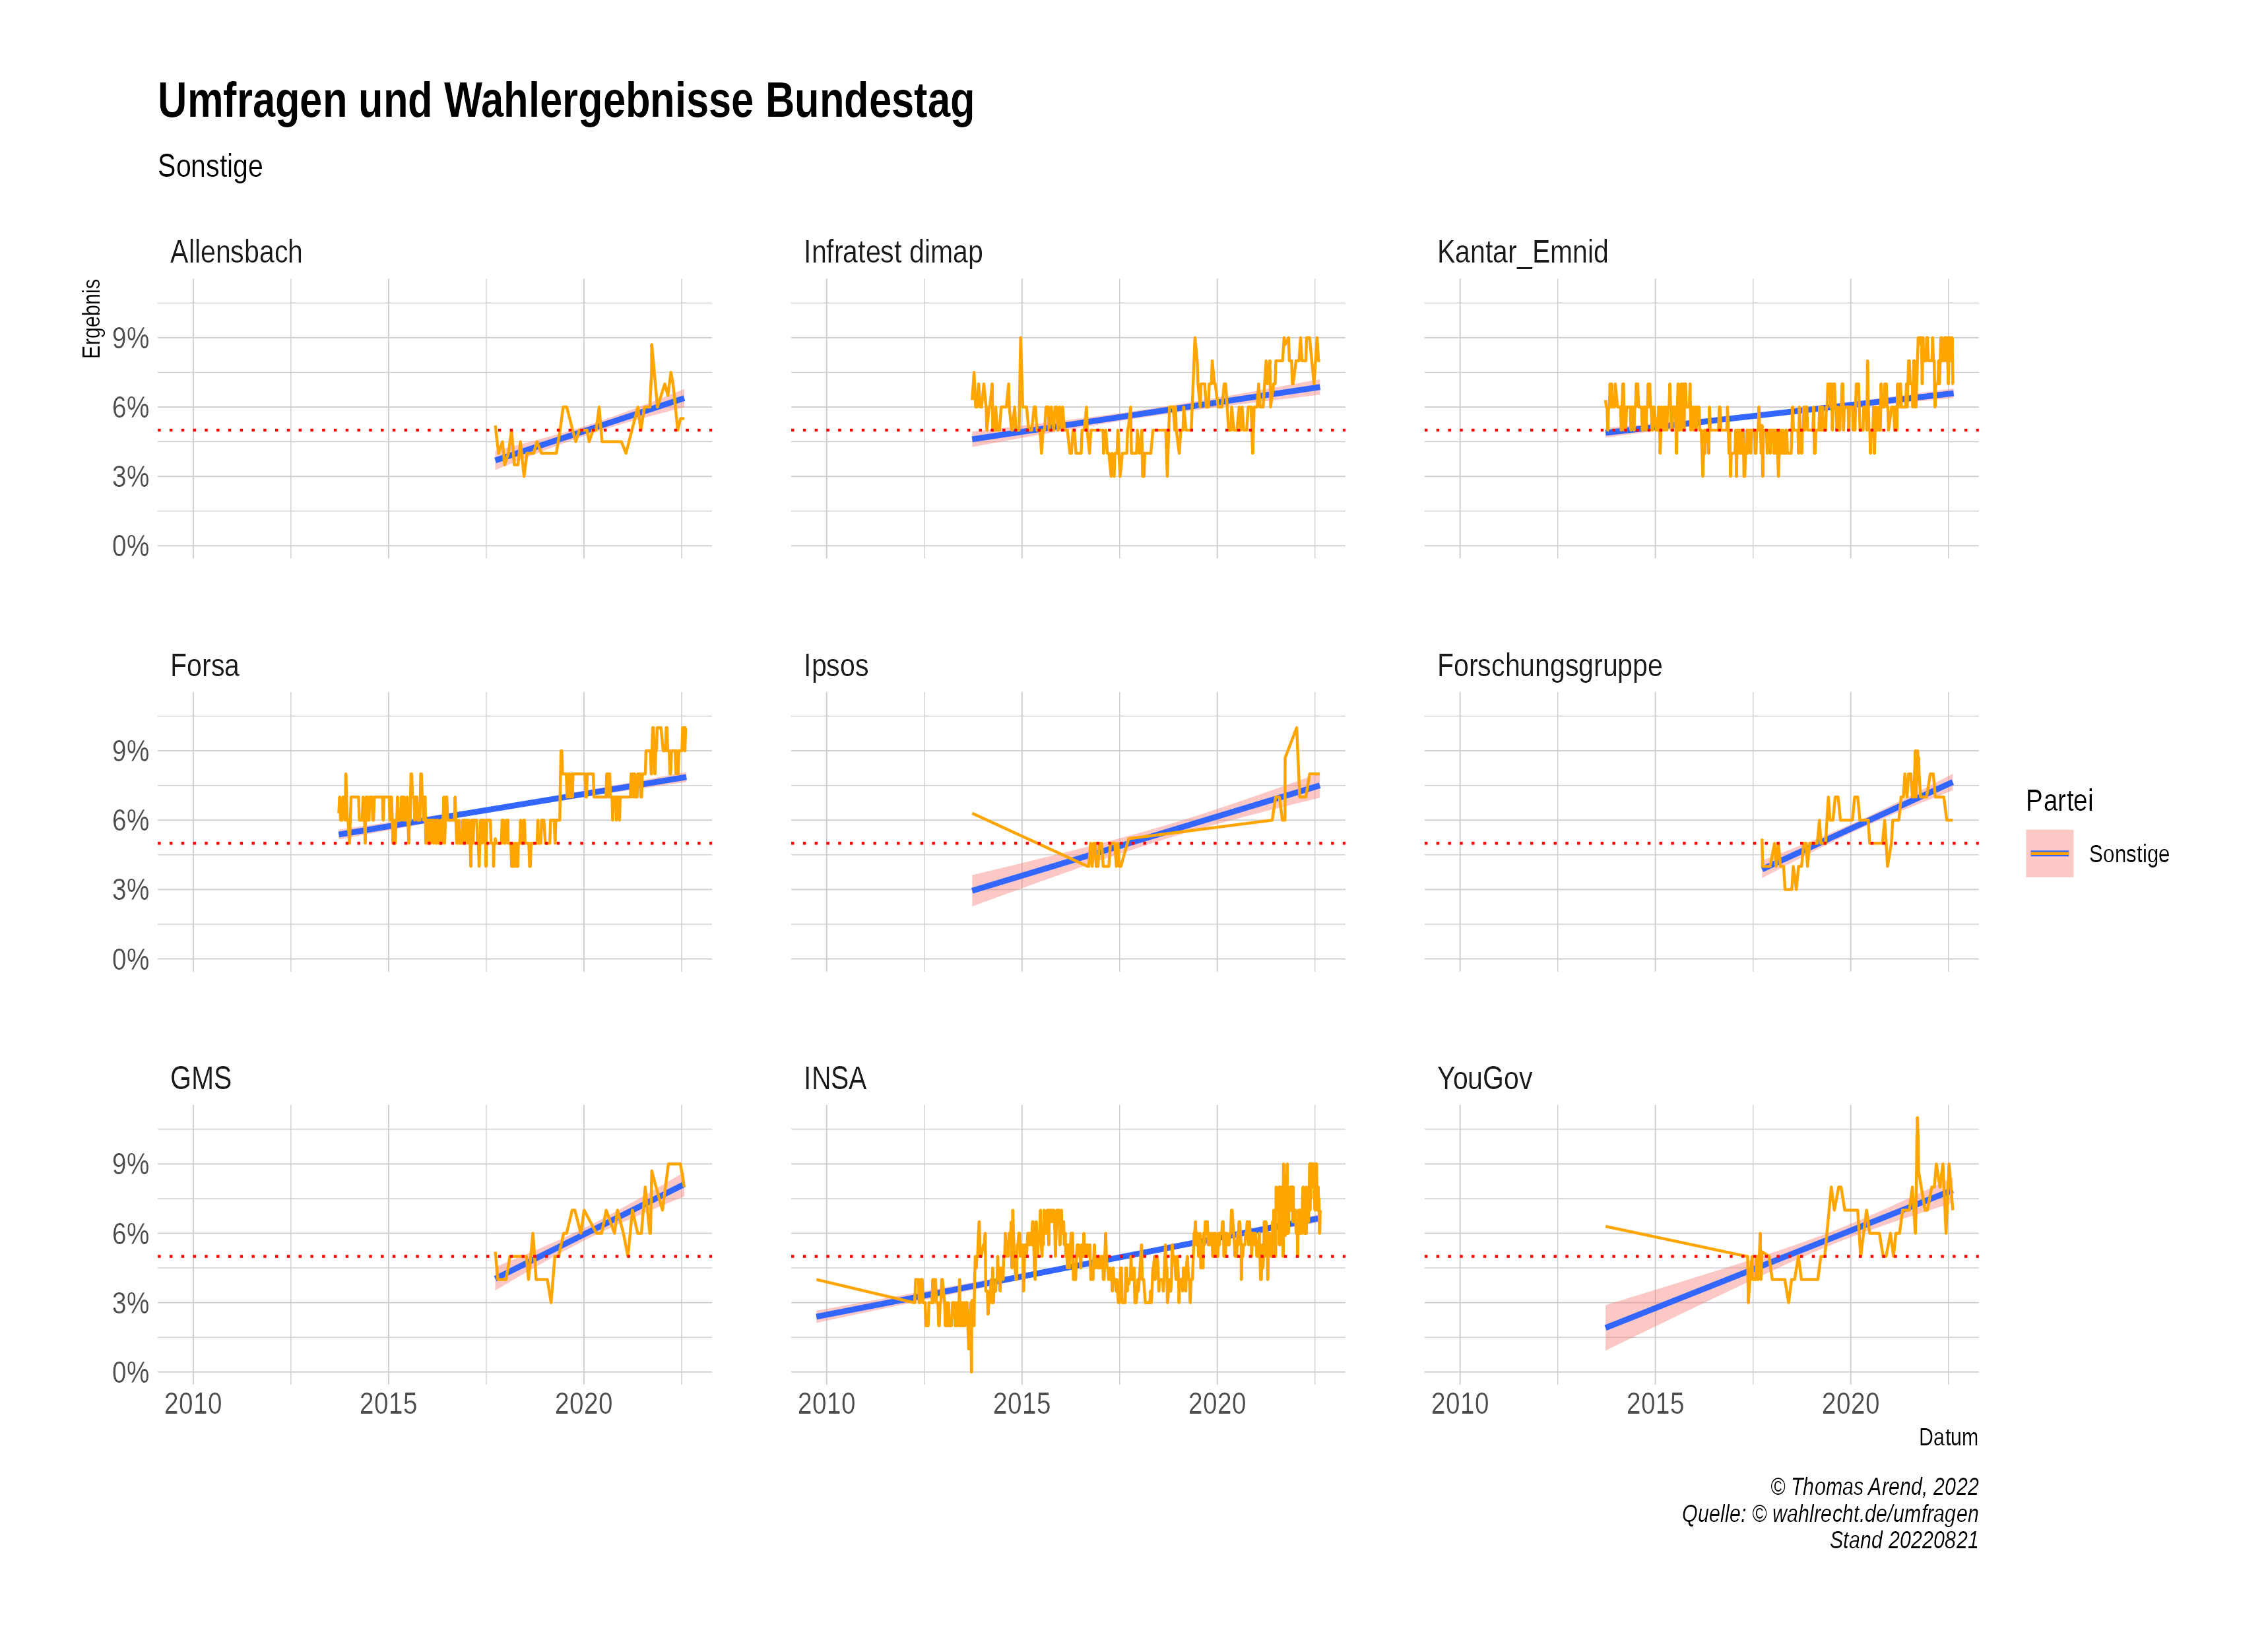 Umfragen und Wahlergebnisse Bundestag
Sonstige
Allensbach
Infratest dimap
Kantar_Emnid
Ergebnis
9%
6%
3%
0%
Forsa
Ipsos
Forschungsgruppe
9%
6%
3%
0%
Partei
Sonstige
GMS
INSA
YouGov
9%
6%
3%
0%
2010 2015 2020 2010 2015 2020 2010 2015 2020
Datum
© Thomas Arend, 2022
Quelle: © wahlrecht.de/umfragen
Stand 20220821